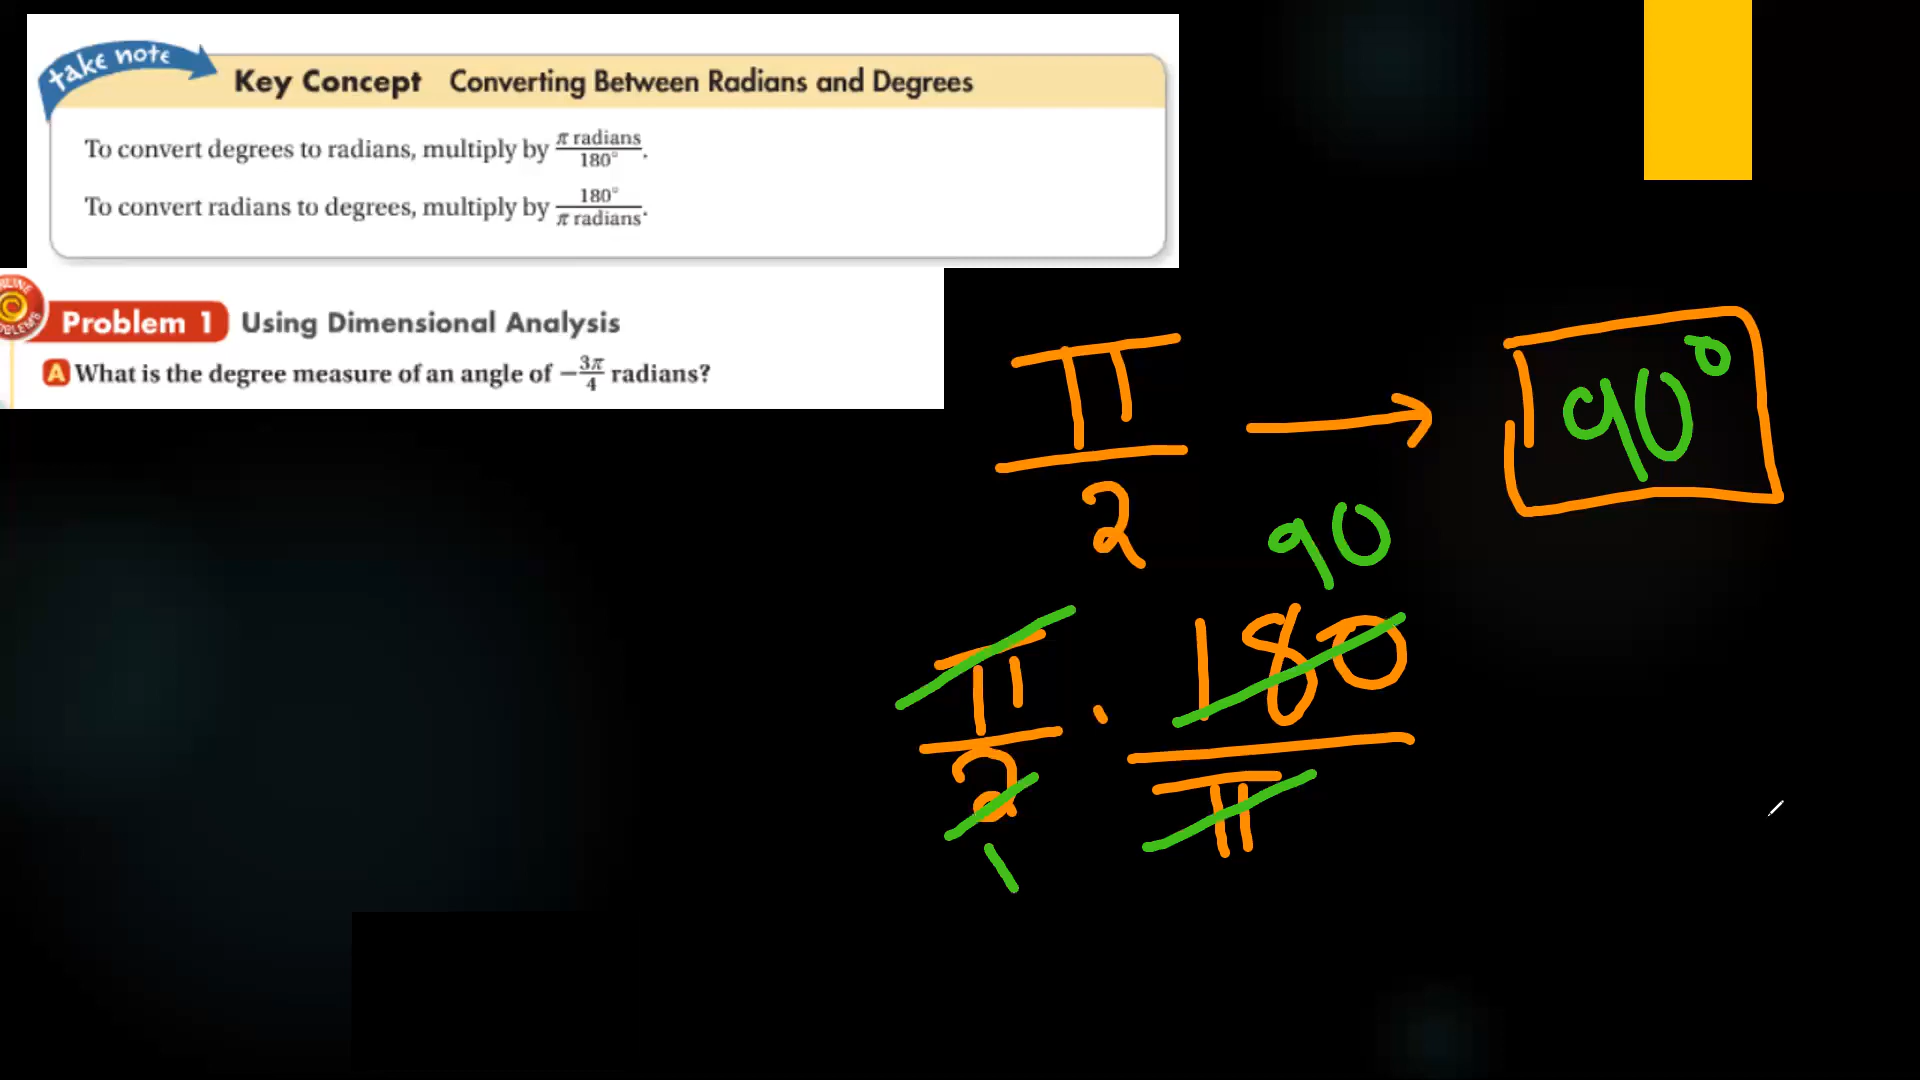 take note
Key Concept Converting Between Radians and Degrees
To convert degrees to radians, multiply by π radians/180°.
To convert radians to degrees, multiply by 180°/π radians.
Problem 1 Using Dimensional Analysis
A What is the degree measure of an angle of −3π/4 radians?
π/2 → 90°
90
π/2 · 180/π
1